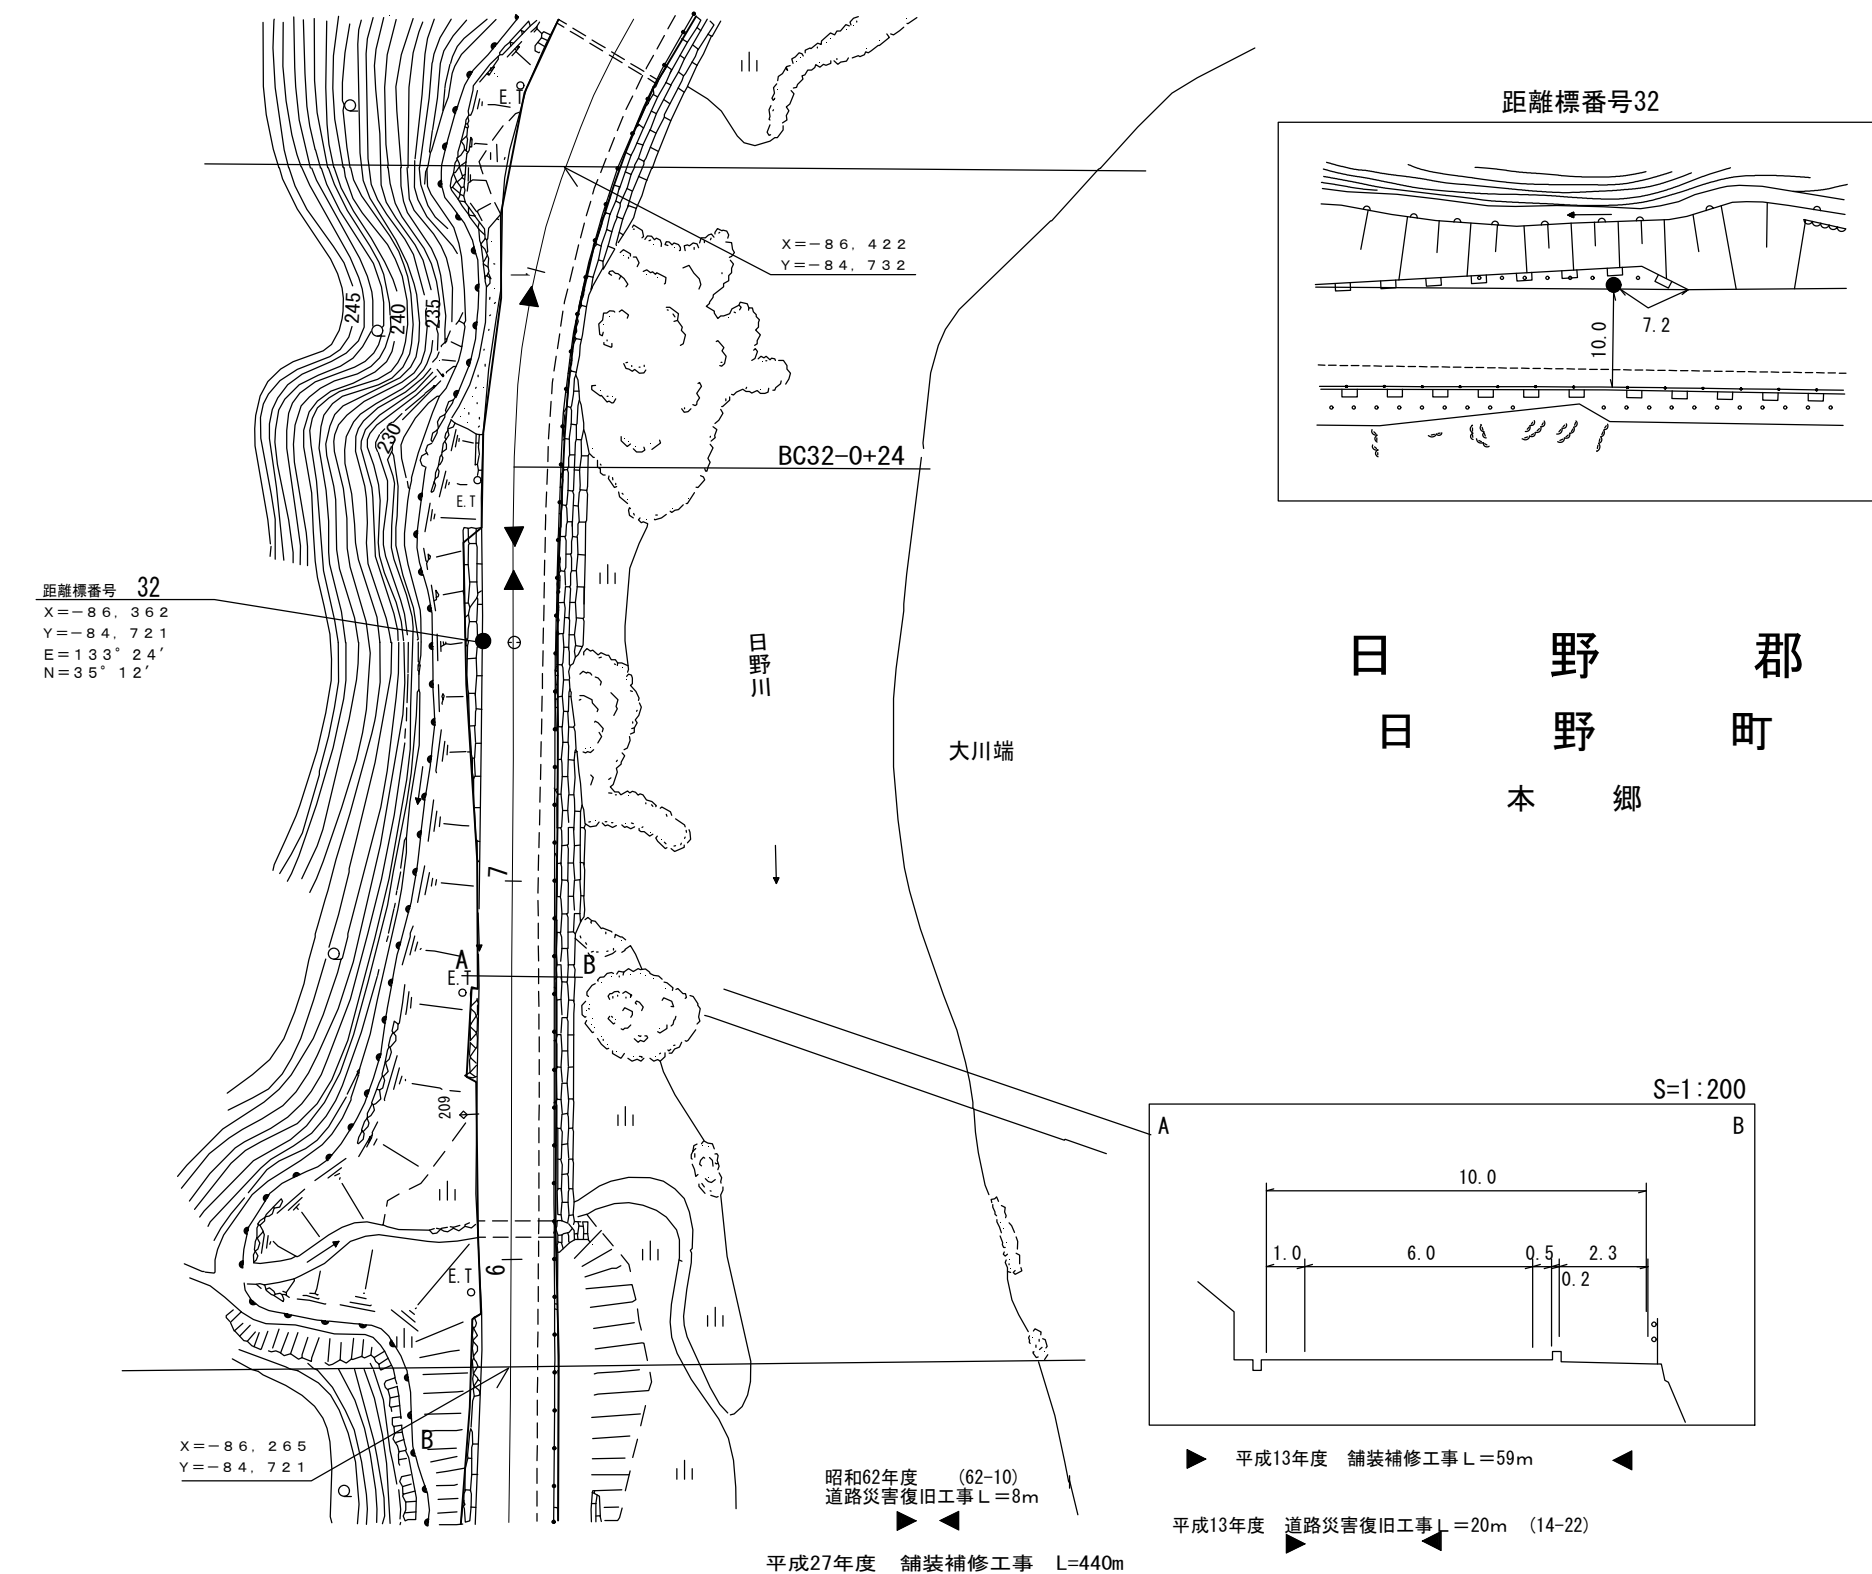 距離標番号32
7.2
10.0
E.T
X=-86, 422
Y=-84, 732
1
245
240
235
230
BC32-0+24
E.T
距離標番号 32
X=-86, 362
Y=-84, 721
E=133°24′
N=35°12′
日野川
大川端
日野郡
日野町
本郷
7
A
B
E.T
209
6
E.T
B
X=-86, 265
Y=-84, 721
S=1:200
A
B
10.0
1.0
6.0
0.5
2.3
0.2
平成13年度 舗装補修工事L=59m
昭和62年度 (62-10)
道路災害復旧工事L=8m
平成13年度 道路災害復旧工事L=20m (14-22)
平成27年度 舗装補修工事 L=440m